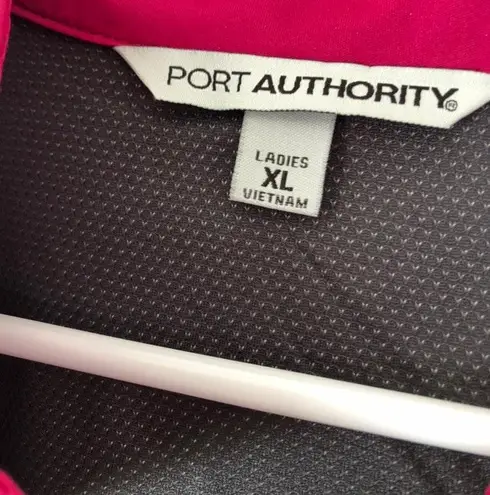 PORT AUTHORITY®
LADIES
XL
VIETNAM